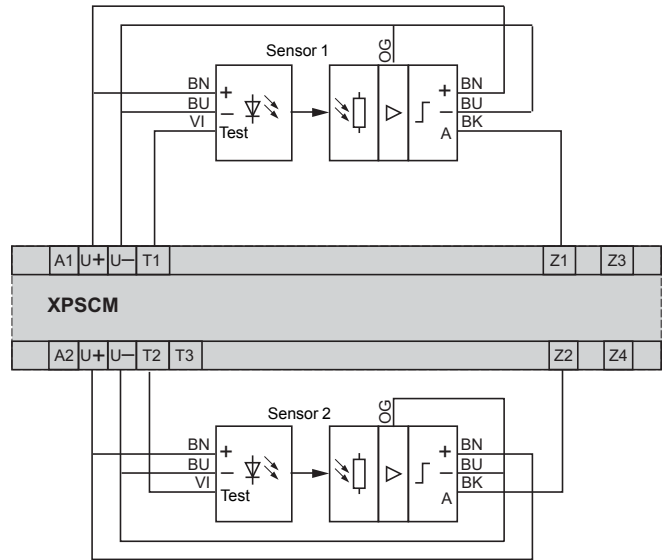 Sensor 1
OG
BN
+
BN
+
BU
−
BU
−
VI
Test
BK
A
A1 U+ U− T1 Z1 Z3
XPSCM
A2 U+ U− T2 T3 Z2 Z4
Sensor 2
OG
BN
+
BN
+
BU
−
BU
−
VI
Test
BK
A